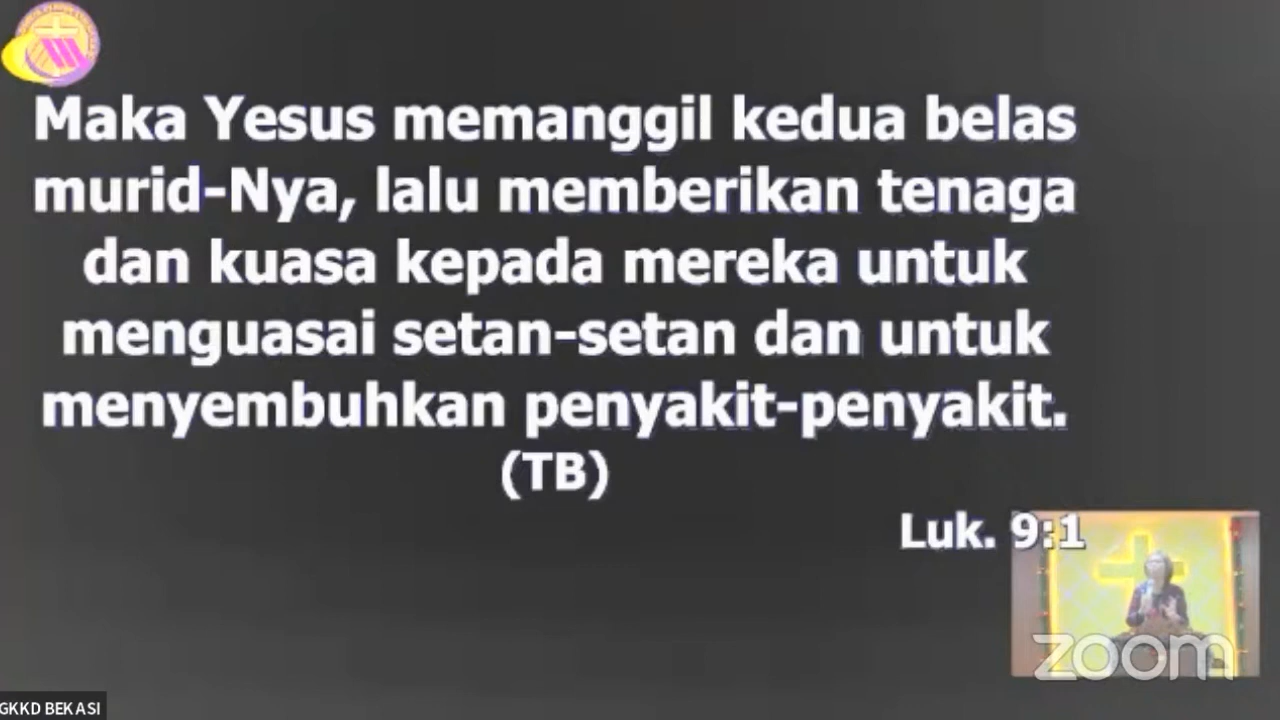 Maka Yesus memanggil kedua belas
murid-Nya, lalu memberikan tenaga
dan kuasa kepada mereka untuk
menguasai setan-setan dan untuk
menyembuhkan penyakit-penyakit.
(TB)
Luk. 9:1
zoom
GKKD BEKASI